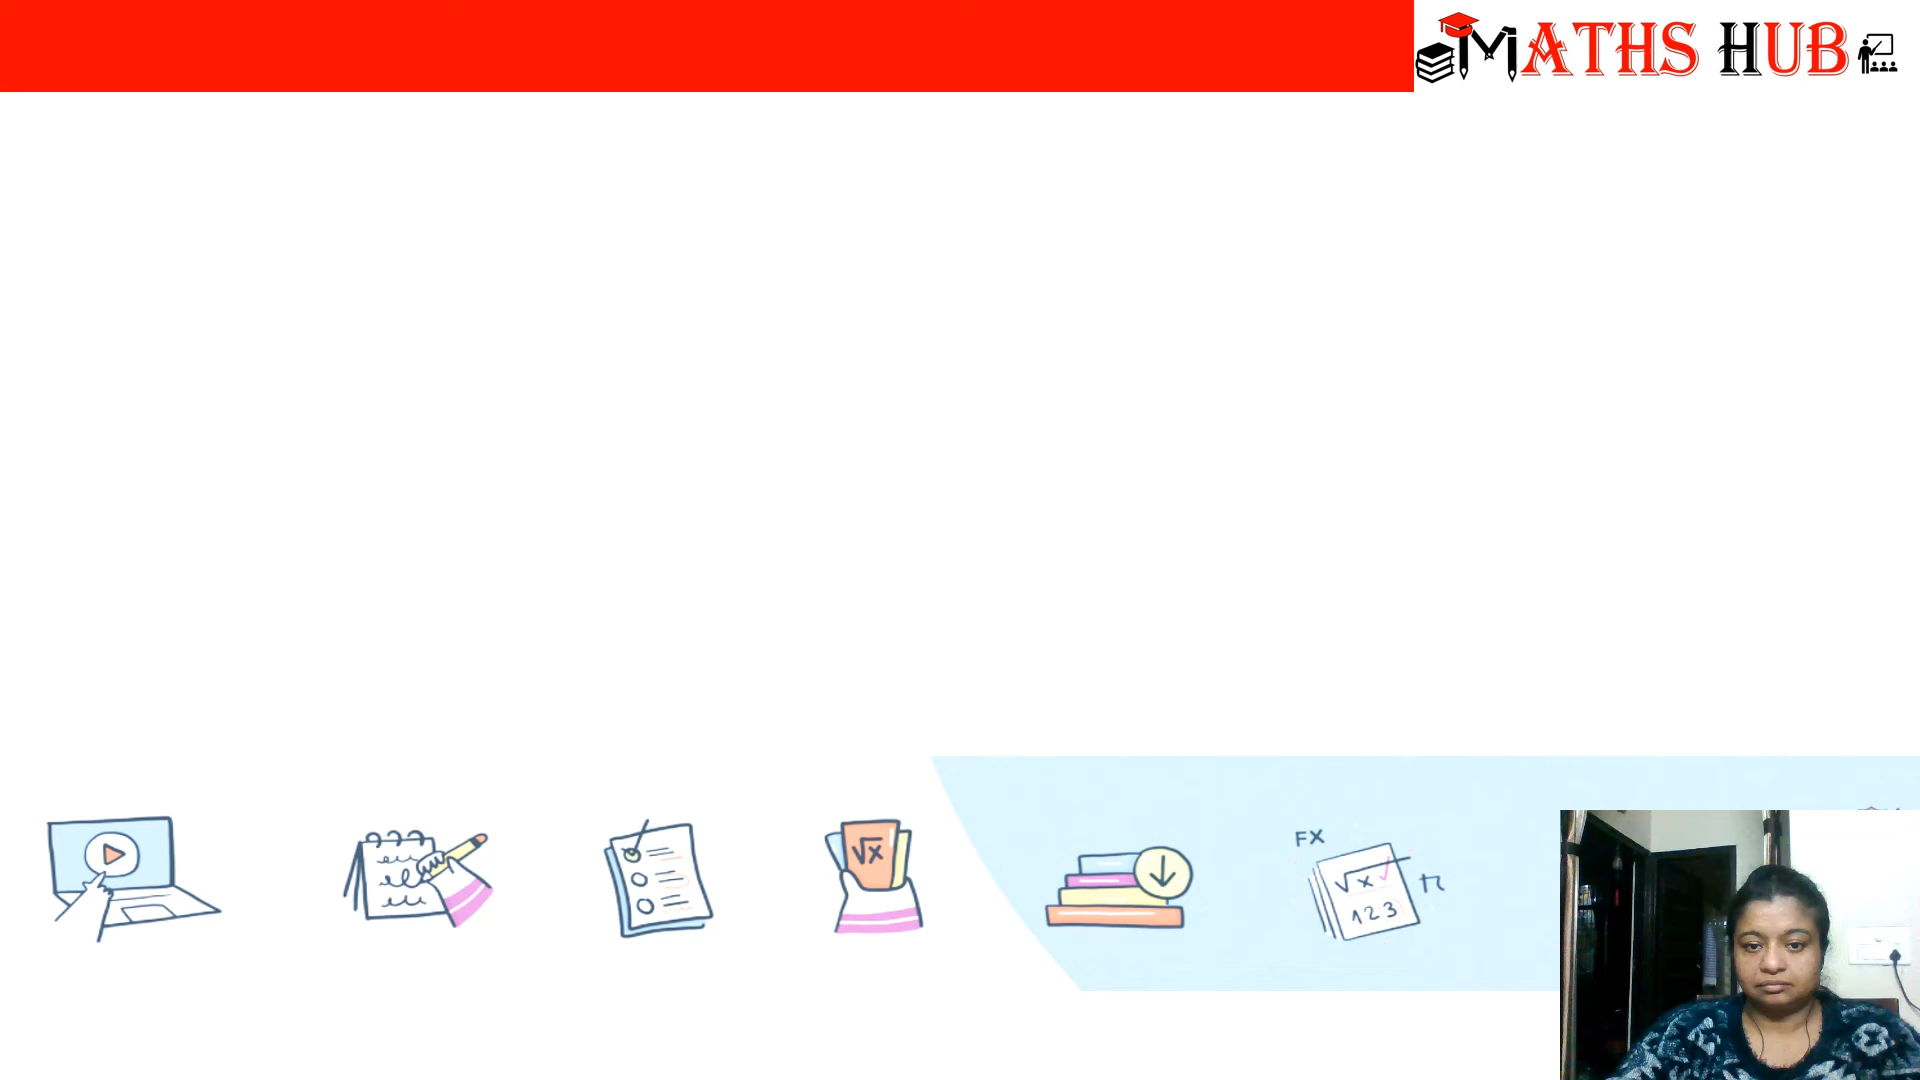 MATHS HUB
√x
FX
√x
123
π